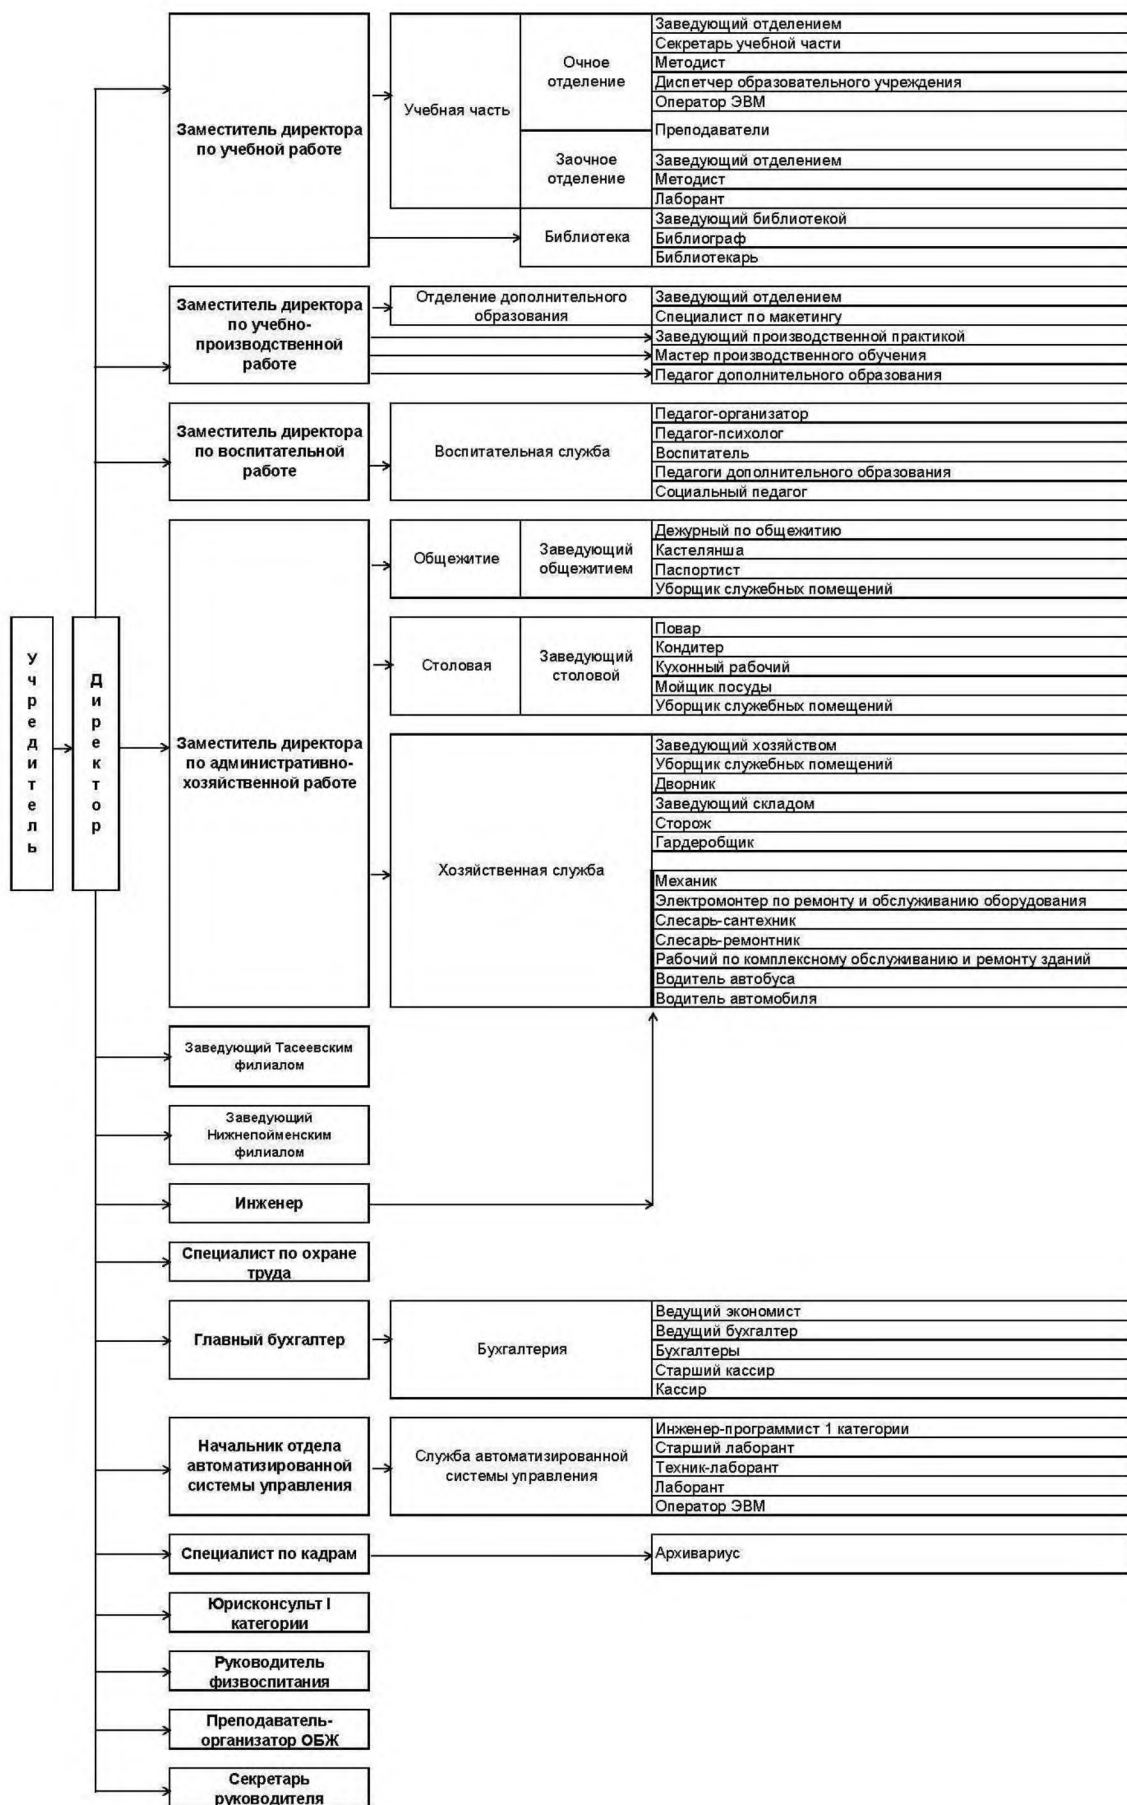 Учредитель
Директор
Заместитель директора
по учебной работе
Учебная часть
Очное
отделение
Заведующий отделением
Секретарь учебной части
Методист
Диспетчер образовательного учреждения
Оператор ЭВМ
Преподаватели
Заочное
отделение
Заведующий отделением
Методист
Лаборант
Библиотека
Заведующий библиотекой
Библиограф
Библиотекарь
Заместитель директора
по учебно-
производственной
работе
Отделение дополнительного
образования
Заведующий отделением
Специалист по макетингу
Заведующий производственной практикой
Мастер производственного обучения
Педагог дополнительного образования
Заместитель директора
по воспитательной
работе
Воспитательная служба
Педагог-организатор
Педагог-психолог
Воспитатель
Педагоги дополнительного образования
Социальный педагог
Заместитель директора
по административно-
хозяйственной работе
Общежитие
Заведующий
общежитием
Дежурный по общежитию
Кастелянша
Паспортист
Уборщик служебных помещений
Столовая
Заведующий
столовой
Повар
Кондитер
Кухонный рабочий
Мойщик посуды
Уборщик служебных помещений
Хозяйственная служба
Заведующий хозяйством
Уборщик служебных помещений
Дворник
Заведующий складом
Сторож
Гардеробщик
Механик
Электромонтер по ремонту и обслуживанию оборудования
Слесарь-сантехник
Слесарь-ремонтник
Рабочий по комплексному обслуживанию и ремонту зданий
Водитель автобуса
Водитель автомобиля
Заведующий Тасеевским
филиалом
Заведующий
Нижнепойменским
филиалом
Инженер
Специалист по охране
труда
Главный бухгалтер
Бухгалтерия
Ведущий экономист
Ведущий бухгалтер
Бухгалтеры
Старший кассир
Кассир
Начальник отдела
автоматизированной
системы управления
Служба автоматизированной
системы управления
Инженер-программист 1 категории
Старший лаборант
Техник-лаборант
Лаборант
Оператор ЭВМ
Специалист по кадрам
Архивариус
Юрисконсульт I
категории
Руководитель
физвоспитания
Преподаватель-
организатор ОБЖ
Секретарь
руководителя